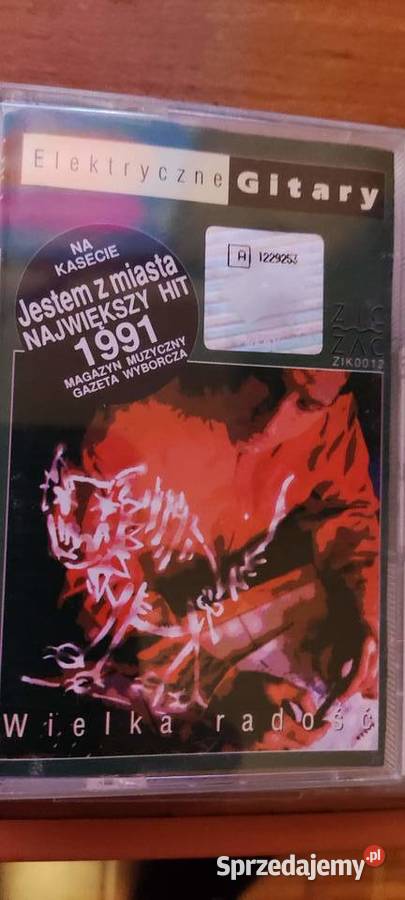 Elektryczne Gitary
NA
KASECIE
Jestem z miasta
NAJWIĘKSZY HIT
1991
MAGAZYN MUZYCZNY
GAZETA WYBORCZA
A 1229253
ZIC
ZAC
ZIK0012
Wielka radość
Sprzedajemy.pl